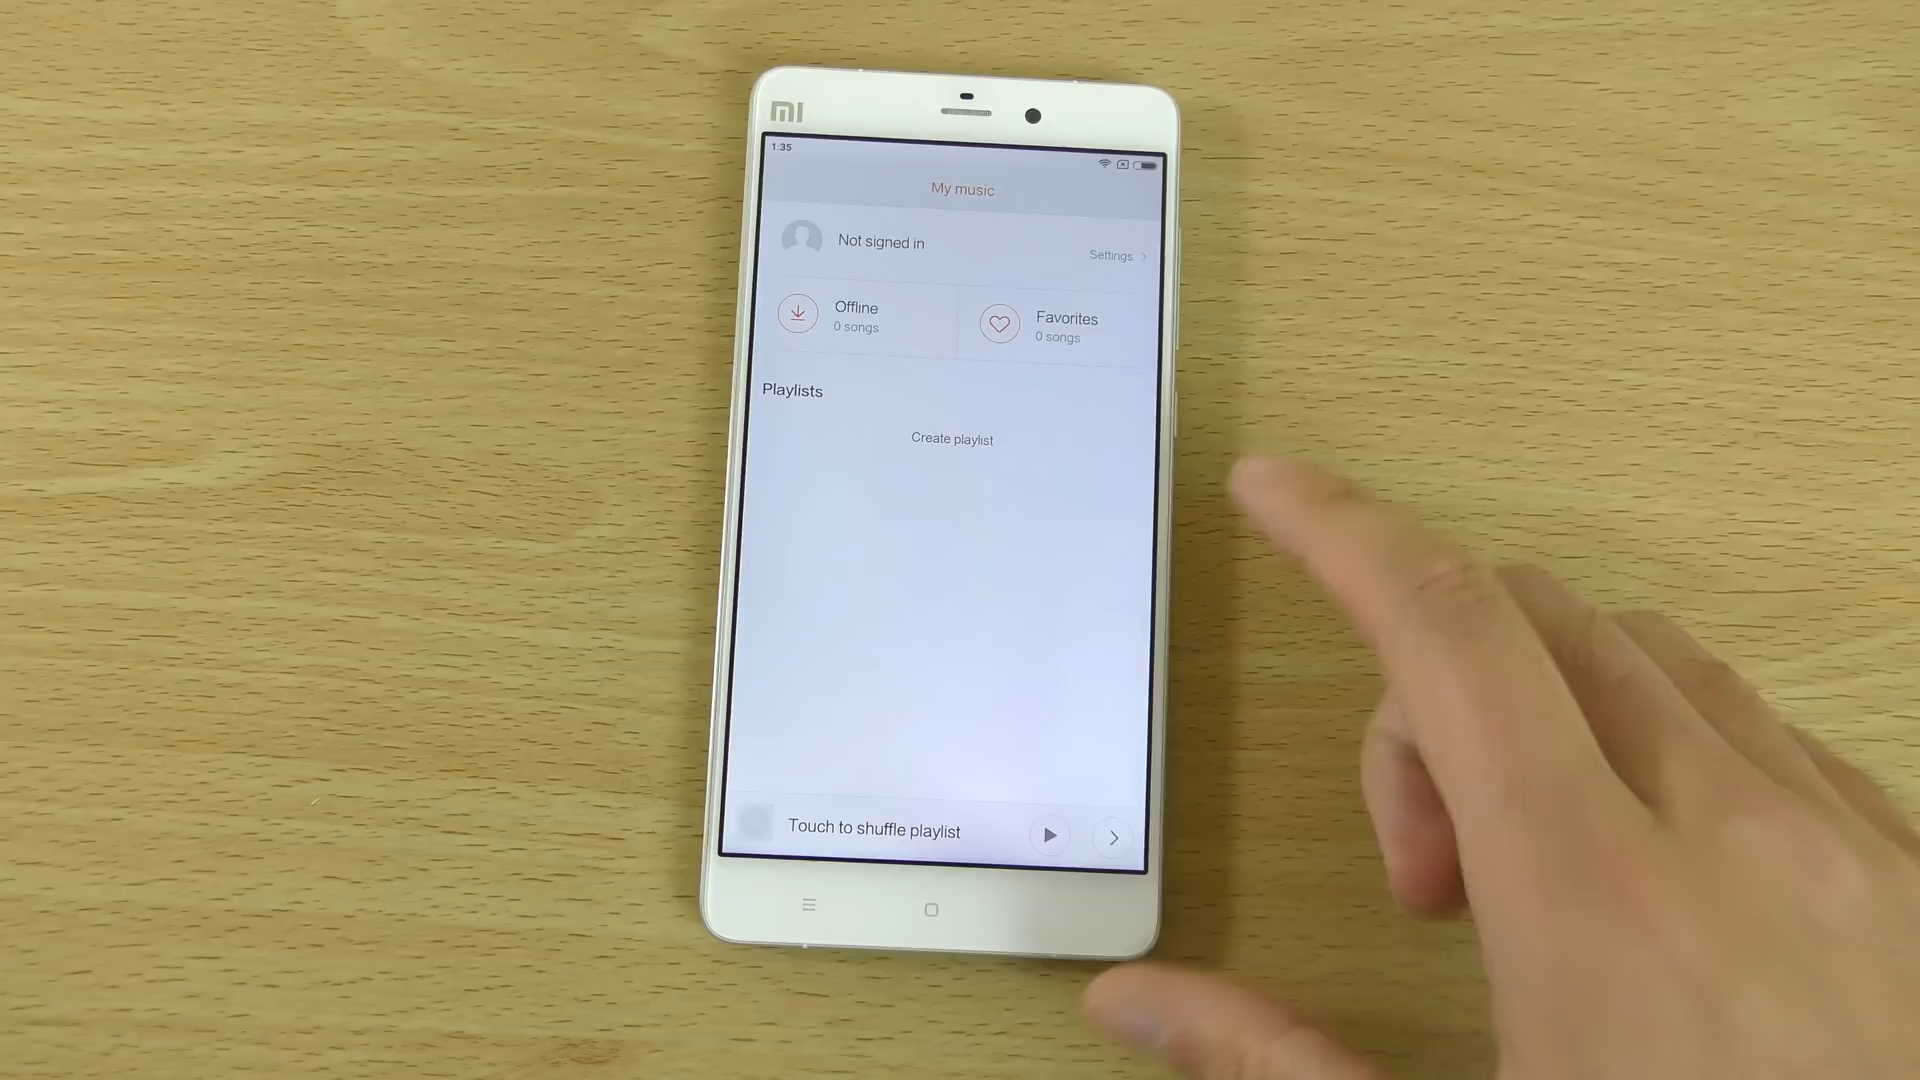 MI
1:35
My music
Not signed in
Settings
Offline
0 songs
Favorites
0 songs
Playlists
Create playlist
Touch to shuffle playlist